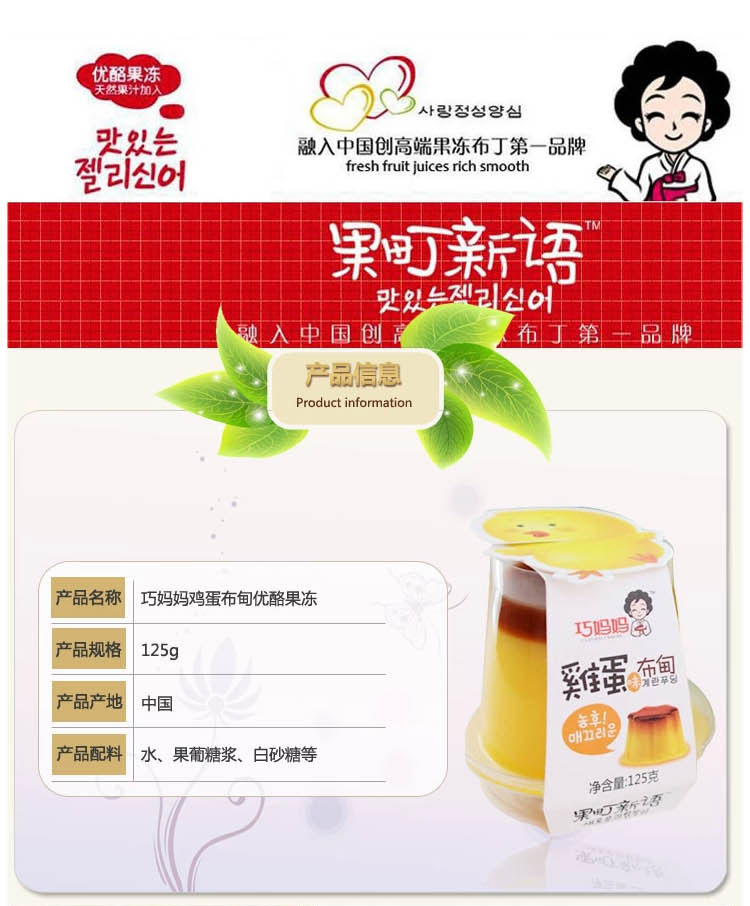 优酪果冻
天然果汁加入
맛있는
젤리신어
사랑정성양심
融入中国创高端果冻布丁第一品牌
fresh fruit juices rich smooth
果町新语™
맛있는젤리신어
融入中国创高 冻布丁第一品牌
产品信息
Product information
产品名称 巧妈妈鸡蛋布甸优酪果冻
产品规格 125g
产品产地 中国
产品配料 水、果葡糖浆、白砂糖等
巧妈妈
雞蛋味布甸
계란푸딩
농후!
매끄러운
净含量:125克
果町新语